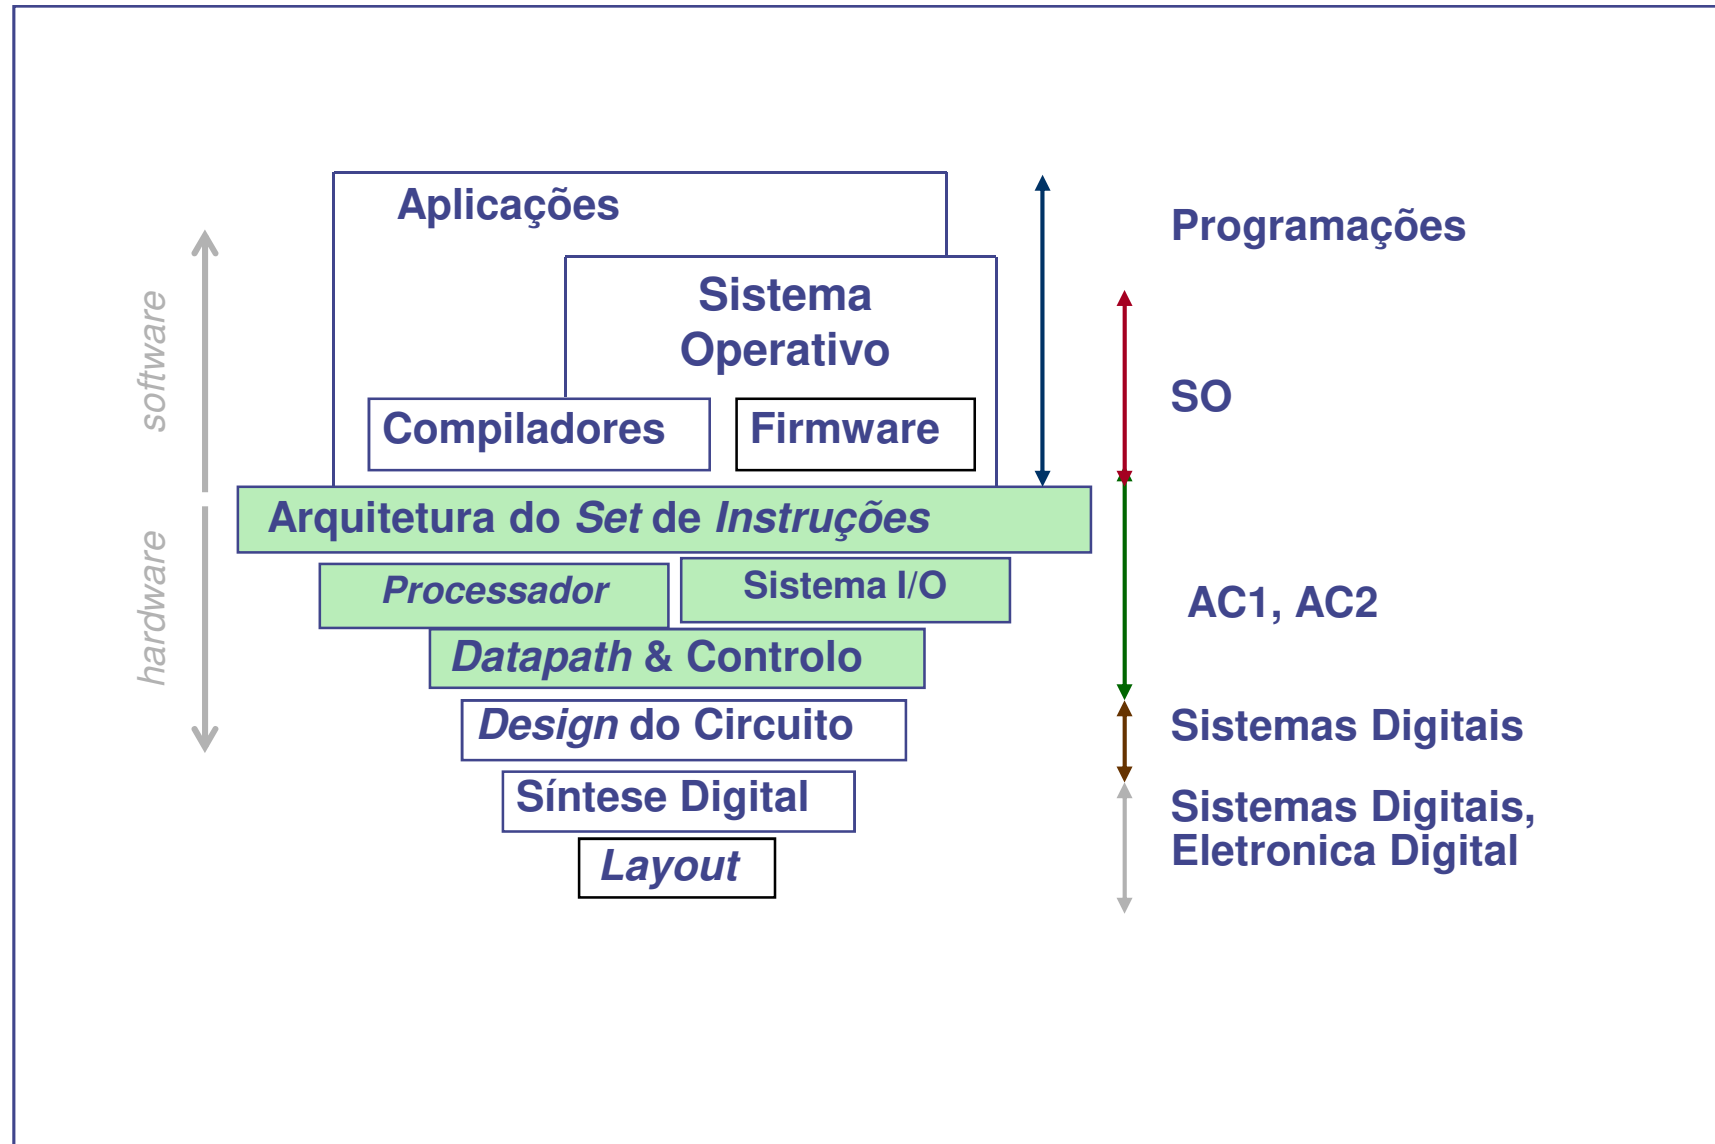 Aplicações
Programações
Sistema
Operativo
software
SO
Compiladores
Firmware
Arquitetura do Set de Instruções
hardware
Processador
Sistema I/O
AC1, AC2
Datapath & Controlo
Design do Circuito
Sistemas Digitais
Síntese Digital
Sistemas Digitais,
Eletronica Digital
Layout